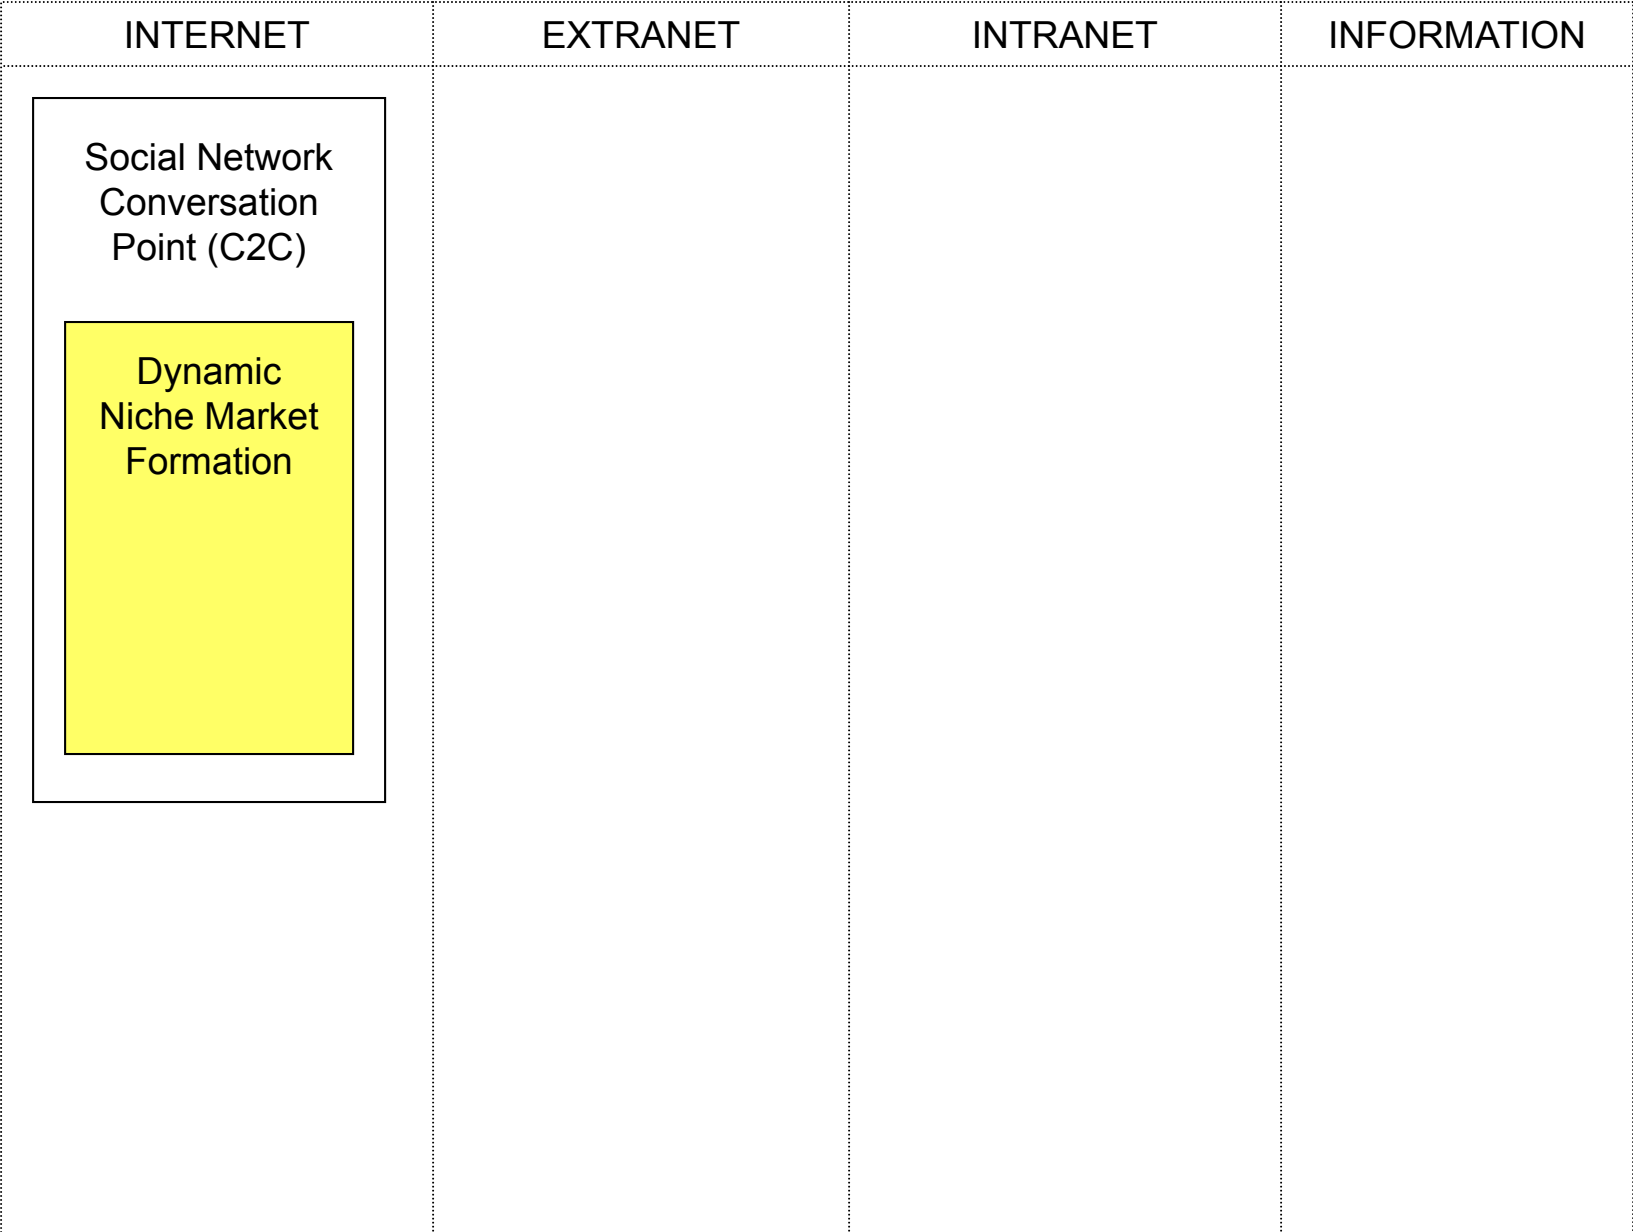 INTERNET EXTRANET INTRANET INFORMATION
Social Network
Conversation
Point (C2C)
Dynamic
Niche Market
Formation